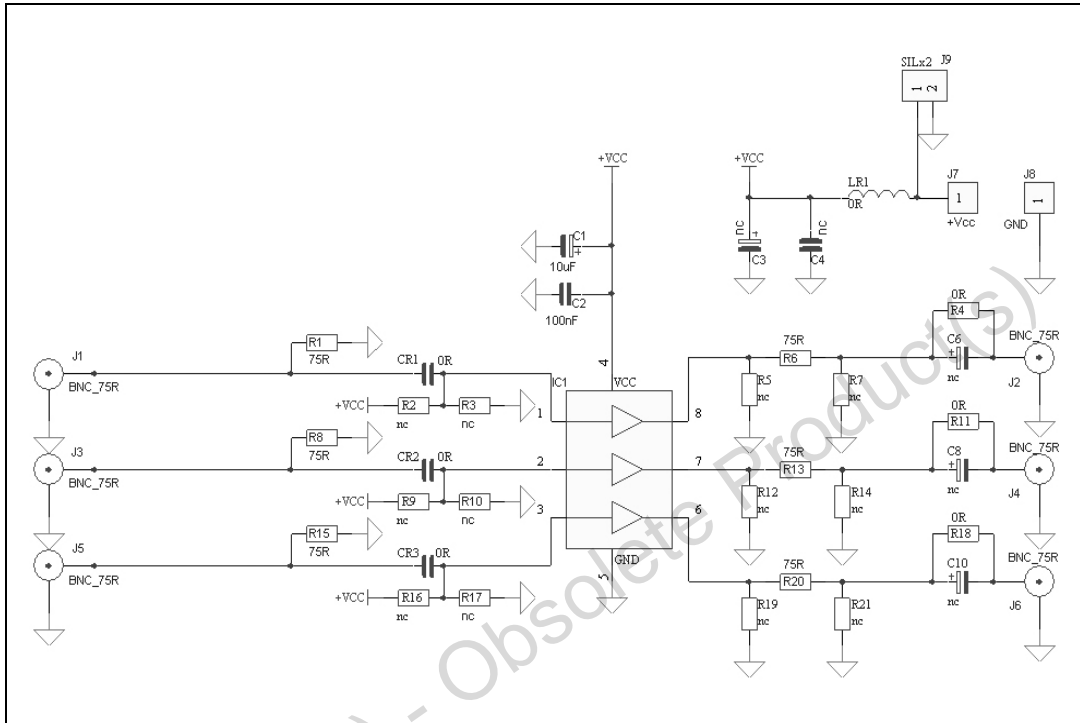 SILx2 J9
1 2
+VCC
+VCC
LR1
0R
J7
1
+Vcc
J8
1
GND
nc
+
C3
nc
C4
C1
+
10uF
C2
100nF
R1
75R
J1
BNC_75R
CR1 0R
+VCC R2 R3
nc nc
1
IC1
4
VCC
8
75R
R6
R5
nc
R7
nc
0R
R4
C6
+
nc
BNC_75R
J2
R8
75R
J3
BNC_75R
CR2 0R
+VCC R9 R10
nc nc
2
7
75R
R13
R12
nc
R14
nc
0R
R11
C8
+
nc
BNC_75R
J4
R15
75R
J5
BNC_75R
CR3 0R
+VCC R16 R17
nc nc
3
6
GND
5
75R
R20
R19
nc
R21
nc
0R
R18
C10
+
nc
BNC_75R
J6
) - Obsolete Product(s)